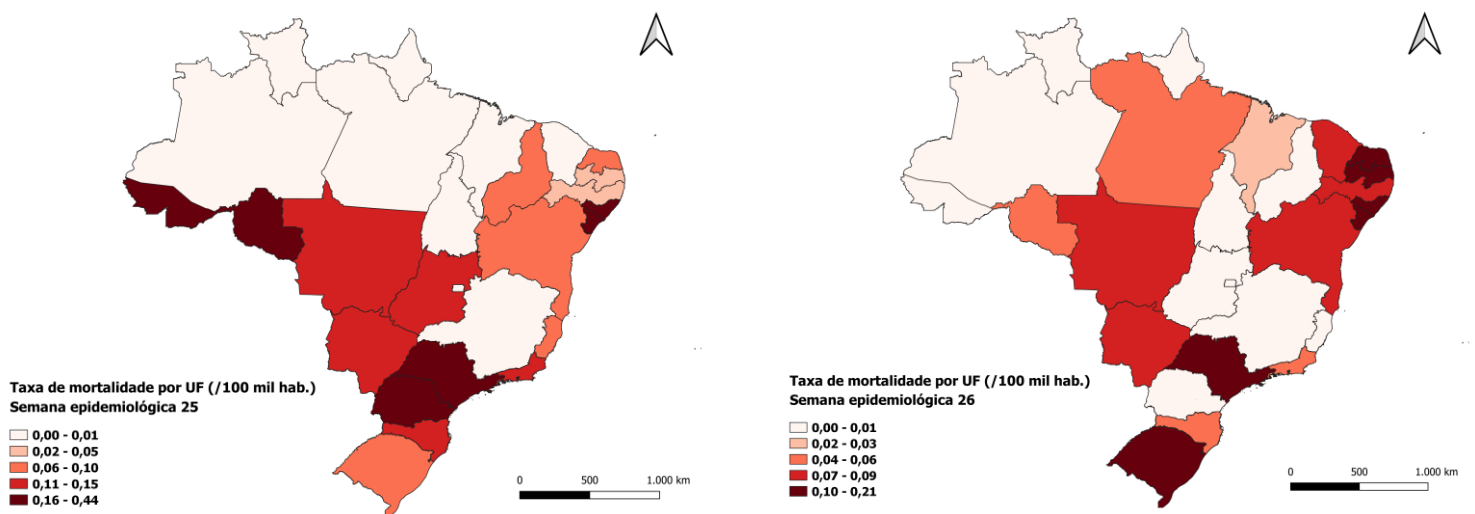 Taxa de mortalidade por UF (/100 mil hab.)
Semana epidemiológica 25
0,00 - 0,01
0,02 - 0,05
0,06 - 0,10
0,11 - 0,15
0,16 - 0,44
0 500 1.000 km
Taxa de mortalidade por UF (/100 mil hab.)
Semana epidemiológica 26
0,00 - 0,01
0,02 - 0,03
0,04 - 0,06
0,07 - 0,09
0,10 - 0,21
0 500 1.000 km